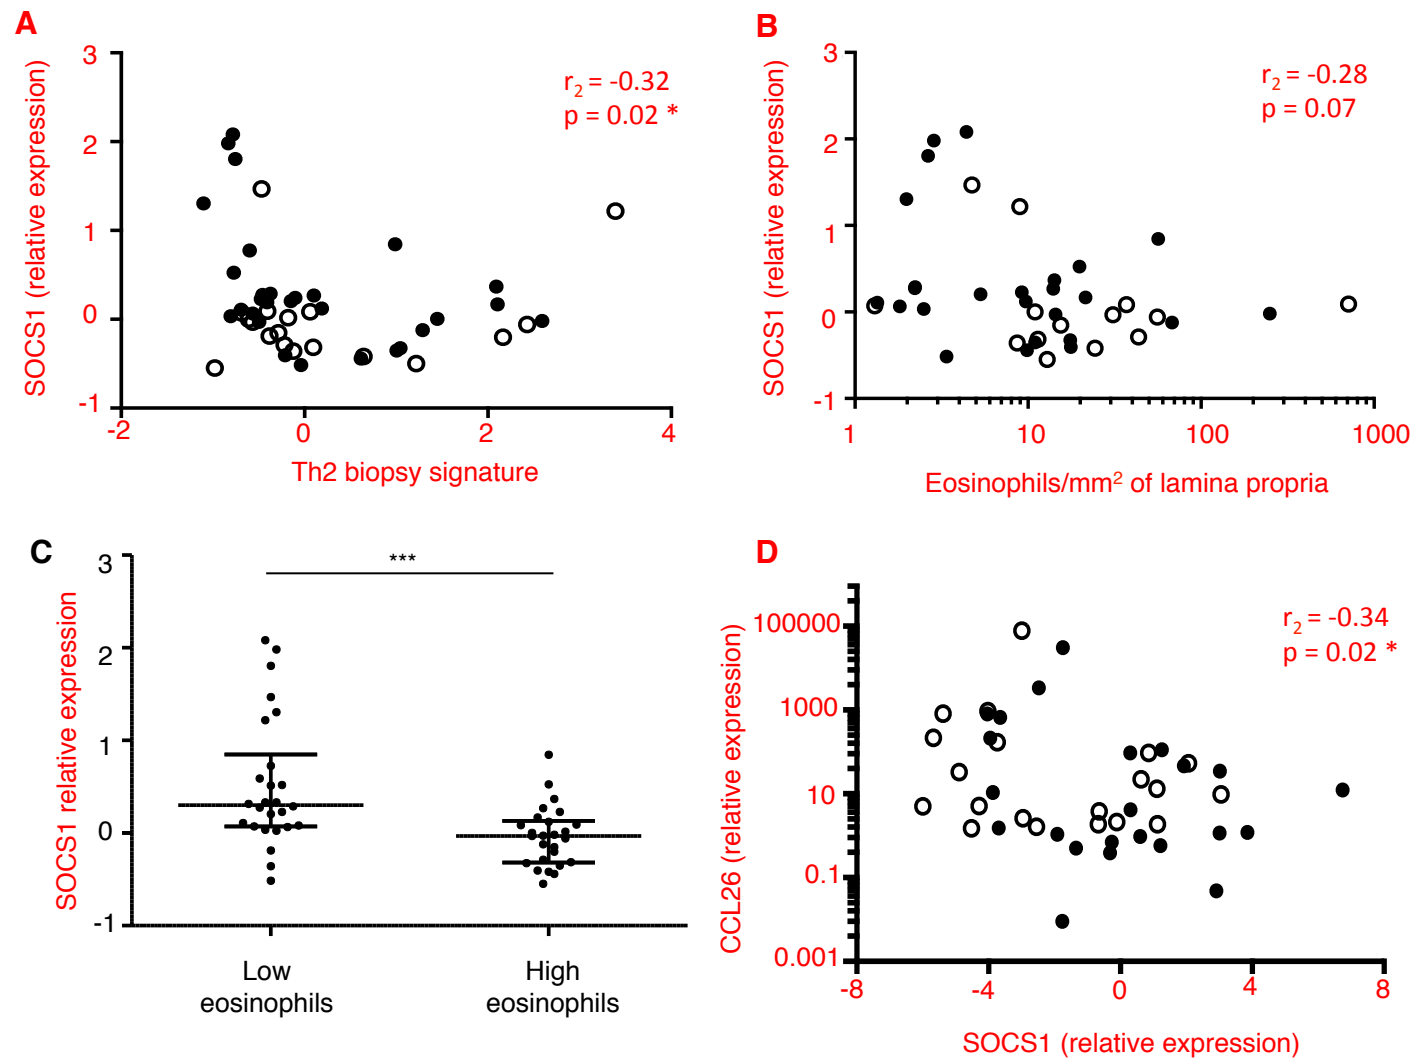 A
3
2
1
0
-1
-2
0
2
4
SOCS1 (relative expression)
Th2 biopsy signature
r2 = -0.32
p = 0.02 *
B
3
2
1
0
-1
1
10
100
1000
SOCS1 (relative expression)
Eosinophils/mm2 of lamina propria
r2 = -0.28
p = 0.07
C
3
2
1
0
-1
SOCS1 relative expression
***
Low
eosinophils
High
eosinophils
D
100000
1000
10
0.1
0.001
-8
-4
0
4
8
CCL26 (relative expression)
SOCS1 (relative expression)
r2 = -0.34
p = 0.02 *